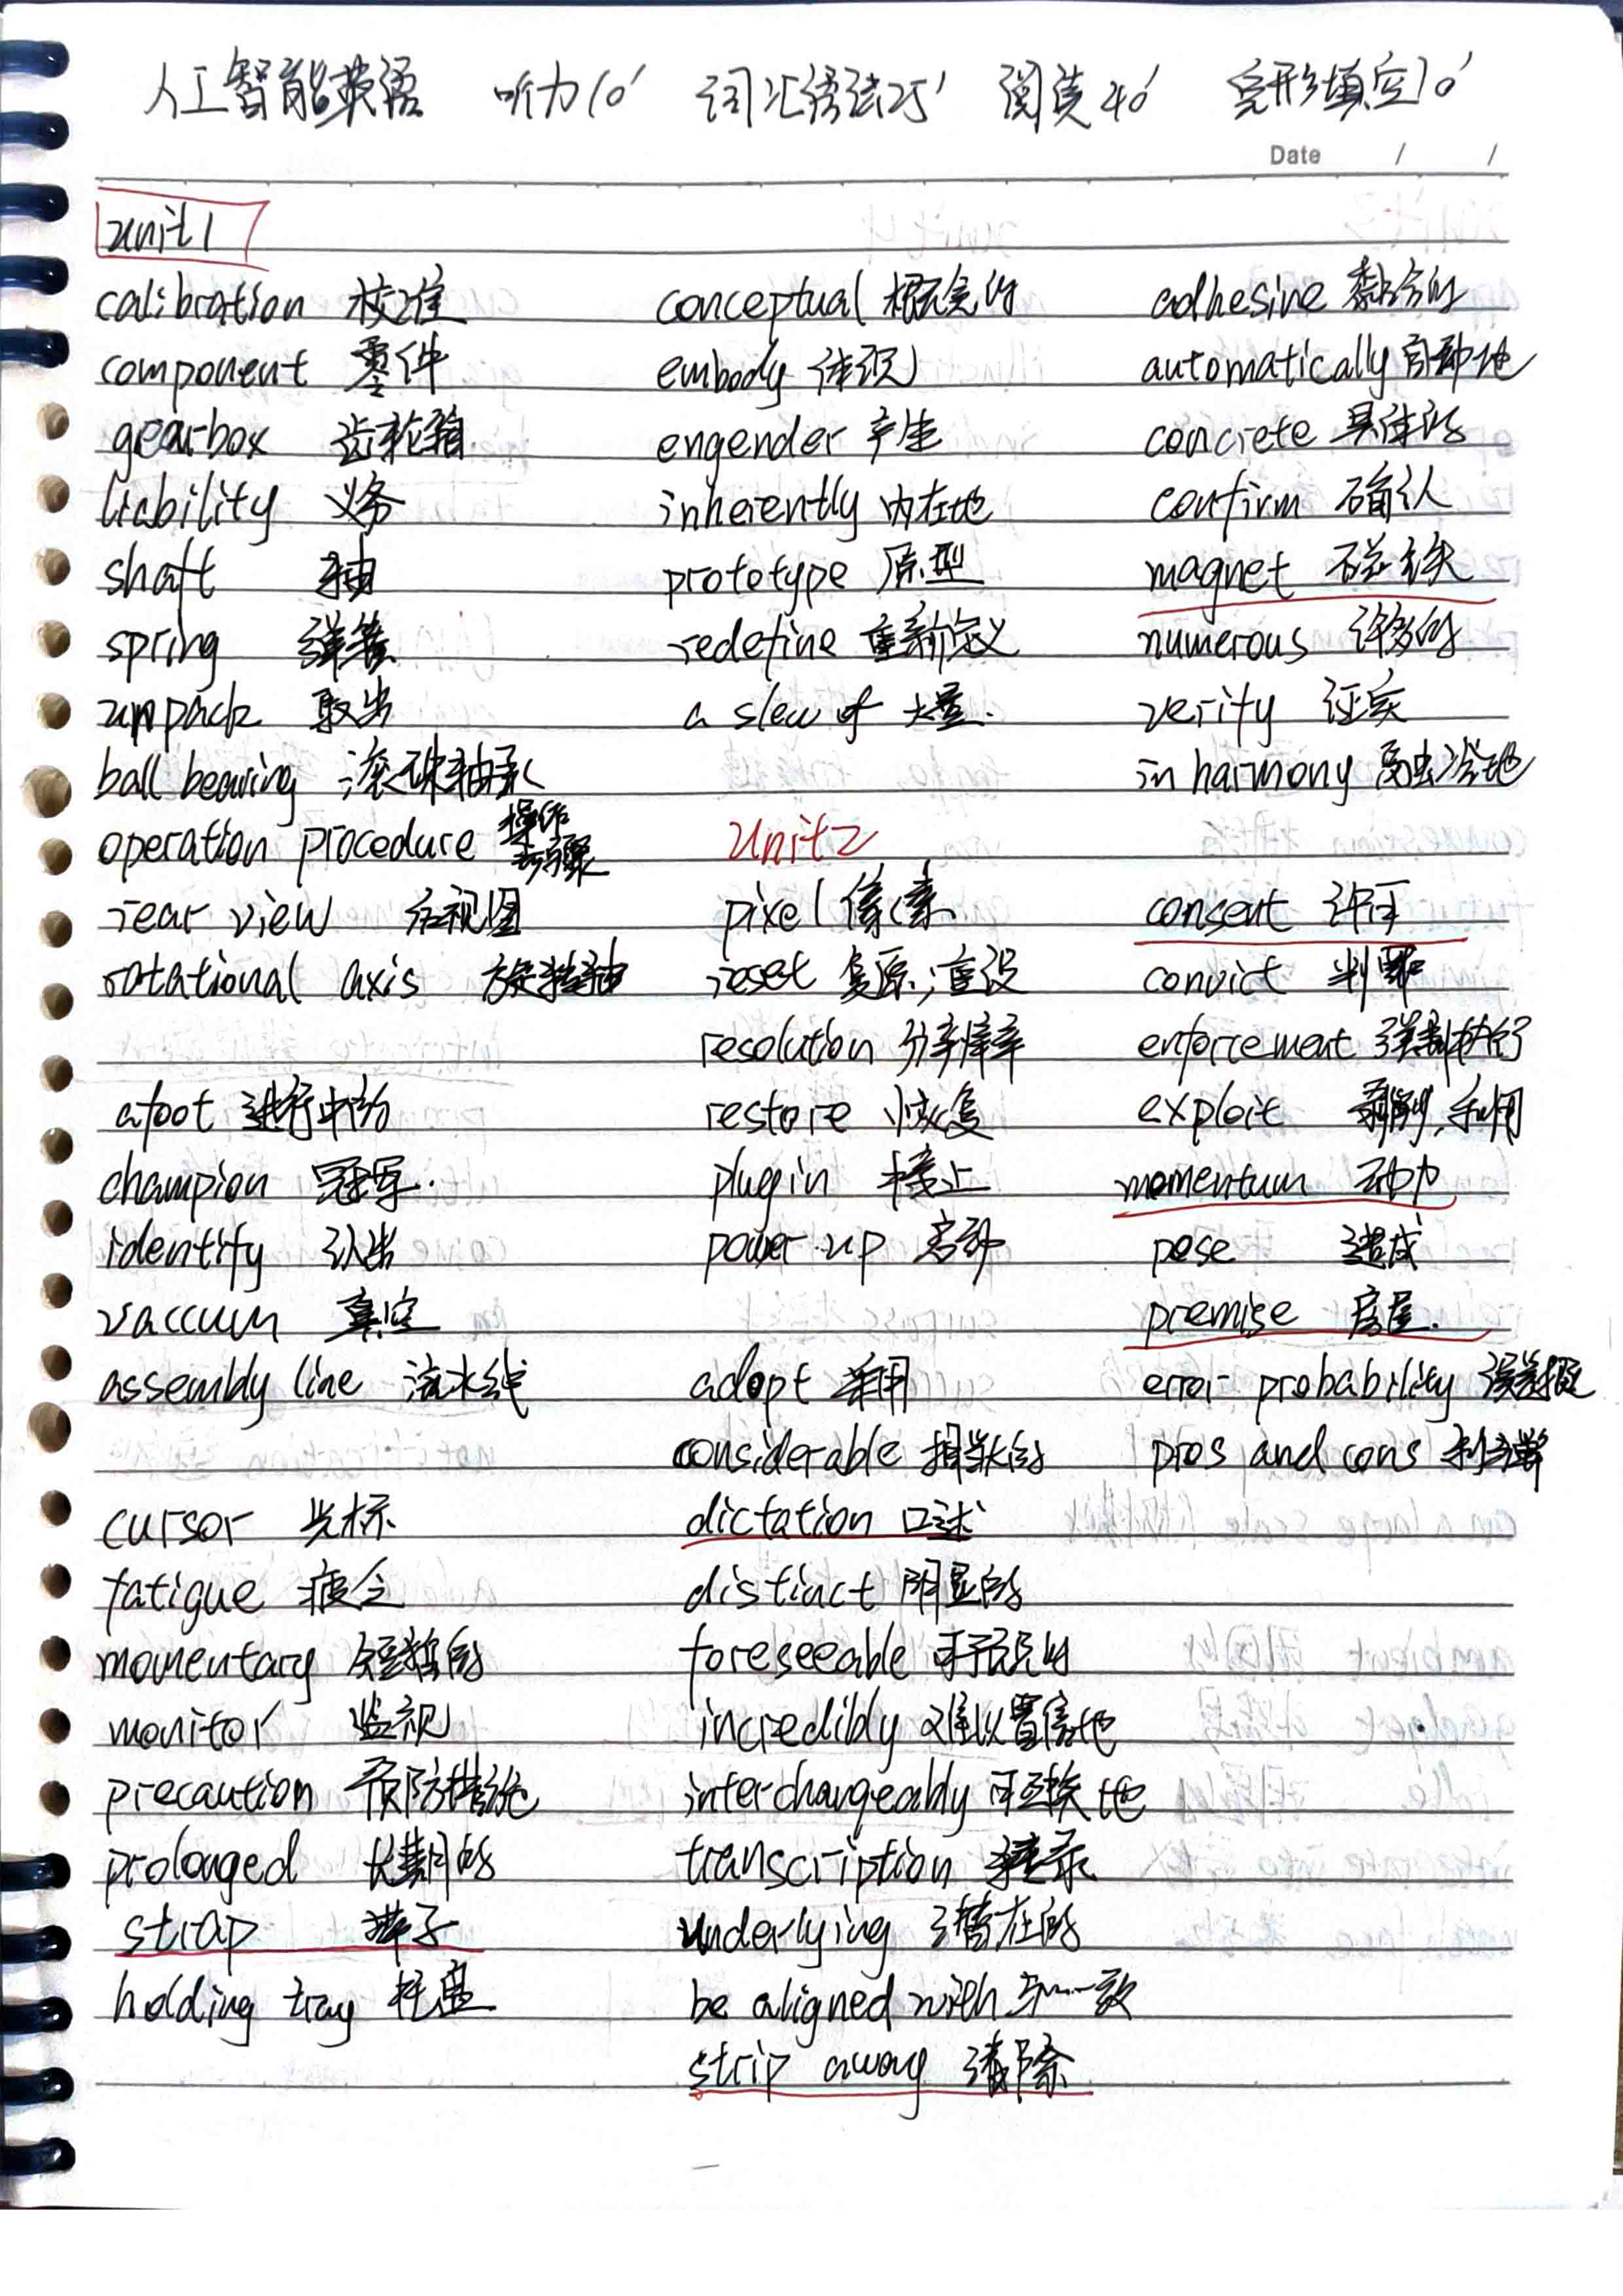 人工智能英语 听力10' 词汇语法25' 阅读40' 完形填空10'
Date / /
unit1
calibration 校准
component 零件
gearbox 齿轮箱
liability 义务
shaft 轴
spring 弹簧
unpack 取出
ball bearing 滚珠轴承
operation procedure 操作步骤
rear view 后视图
rotational axis 旋转轴
afoot 进行中的
champion 冠军.
identify 认出
vaccum 真空
assembly line 流水线
cursor 光标
fatigue 疲乏
momentary 短暂的
monitor 监视
precaution 预防措施
prolonged 长期的
strap 带子
holding tray 托盘
conceptual 概念的
embody 体现
engender 产生
inherently 内在地
prototype 原型
redefine 重新定义
a slew of 大量.
unit2
pixel 像素
reset 复原;重设
resolution 分辨率
restore 恢复
plug in 接上
power up 启动
adopt 采用
considerable 相当大的
dictation 口述
distinct 明显的
foreseeable 可预见的
incredibly 难以置信地
interchangeably 可互换地
transcription 抄录
underlying 潜在的
be aligned with 与…一致
strip away 清除
adhesive 黏合的
automatically 自动地
concrete 具体的
confirm 确认
magnet 磁铁
numerous 许多的
verify 证实
in harmony 融洽地
consent 许可
convict 判罪
enforcement 强制执行
exploit 剥削,利用
momentum 动力
pose 造成
premise 房屋.
error probability 误差概
pros and cons 利与弊